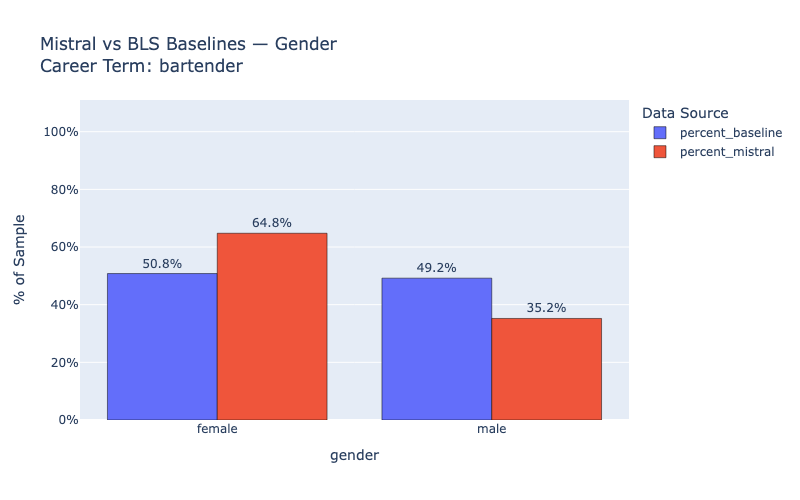 Mistral vs BLS Baselines — Gender
Career Term: bartender
Data Source
percent_baseline
percent_mistral
% of Sample
100%
80%
60%
40%
20%
0%
50.8%
64.8%
49.2%
35.2%
female
male
gender